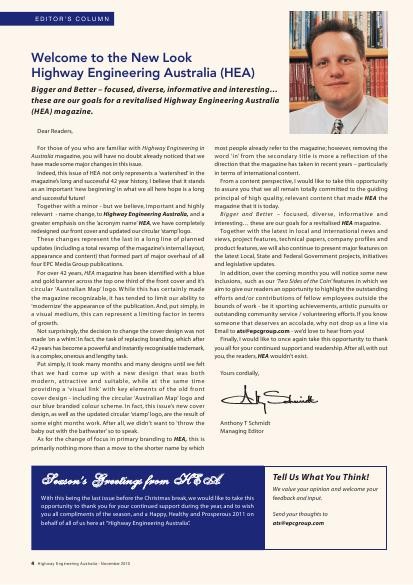 EDITOR'S COLUMN
Welcome to the New Look
Highway Engineering Australia (HEA)
Bigger and Better – focused, diverse, informative and interesting…
these are our goals for a revitalised Highway Engineering Australia
(HEA) magazine.
Dear Readers,
For those of you who are familiar with Highway Engineering in
Australia magazine, you will have no doubt already noticed that we
have made some major changes in this issue.
Indeed, this issue of HEA not only represents a 'watershed' in the
magazine's long and successful 42 year history, I believe that it stands
as an important 'new beginning' in what we all here hope is a long
and successful future!
Together with a minor - but we believe, important and highly
relevant - name change, to Highway Engineering Australia, and a
greater emphasis on the 'acronym name' HEA, we have completely
redesigned our front cover and updated our circular 'stamp' logo.
These changes represent the last in a long line of planned
updates (including a total revamp of the magazine's internal layout,
appearance and content) that formed part of major overhaul of all
four EPC Media Group publications.
For over 42 years, HEA magazine has been identified with a blue
and gold banner across the top one third of the front cover and it's
circular 'Australian Map' logo. While this has certainly made
the magazine recognisable, it has tended to limit our ability to
'modernize' the appearance of the publication. And, put simply, in
a visual medium, this can represent a limiting factor in terms
of growth.
Not surprisingly, the decision to change the cover design was not
made 'on a whim'. In fact, the task of replacing branding, which after
42 years has become a powerful and instantly recognisable trademark,
is a complex, onerous and lengthy task.
Put simply, it took many months and many designs until we felt
that we had come up with a new design that was both
modern, attractive and suitable, while at the same time
providing a 'visual link' with key elements of the old front
cover design - including the circular 'Australian Map' logo and
our blue branded colour scheme. In fact, this issue's new cover
design, as well as the updated circular 'stamp' logo, are the result of
some eight months work. After all, we didn't want to 'throw the
baby out with the bathwater' so to speak.
As for the change of focus in primary branding to HEA, this is
primarily nothing more than a move to the shorter name by which
most people already refer to the magazine; however, removing the
word 'in' from the secondary title is more a reflection of the
direction that the magazine has taken in recent years – particularly
in terms of international content.
From a content perspective, I would like to take this opportunity
to assure you that we all remain totally committed to the guiding
principal of high quality, relevant content that made HEA the
magazine that it is today.
Bigger and Better – focused, diverse, informative and
interesting… these are our goals for a revitalised HEA magazine.
Together with the latest in local and international news and
views, project features, technical papers, company profiles and
product features, we will also continue to present major features on
the latest Local, State and Federal Government projects, initiatives
and legislative updates.
In addition, over the coming months you will notice some new
inclusions, such as our 'Two Sides of the Coin' features in which we
aim to give our readers an opportunity to highlight the outstanding
efforts and/or contributions of fellow employees outside the
bounds of work - be it sporting achievements, artistic pursuits or
outstanding community service / volunteering efforts. If you know
someone that deserves an accolade, why not drop us a line via
Email to ats@epcgroup.com - we'd love to hear from you!
Finally, I would like to once again take this opportunity to thank
you all for your continued support and readership. After all, with out
you, the readers, HEA wouldn't exist.
Yours cordially,
Anthony T Schmidt
Managing Editor
Season's Greetings from HEA
With this being the last issue before the Christmas break, we would like to take this
opportunity to thank you for your continued support during the year, and to wish
you all compliments of the season, and a Happy, Healthy and Prosperous 2011 on
behalf of all of us here at "Highway Engineering Australia".
Tell Us What You Think!
We value your opinion and welcome your
feedback and input.
Send your thoughts to
ats@epcgroup.com
4 Highway Engineering Australia - November 2010